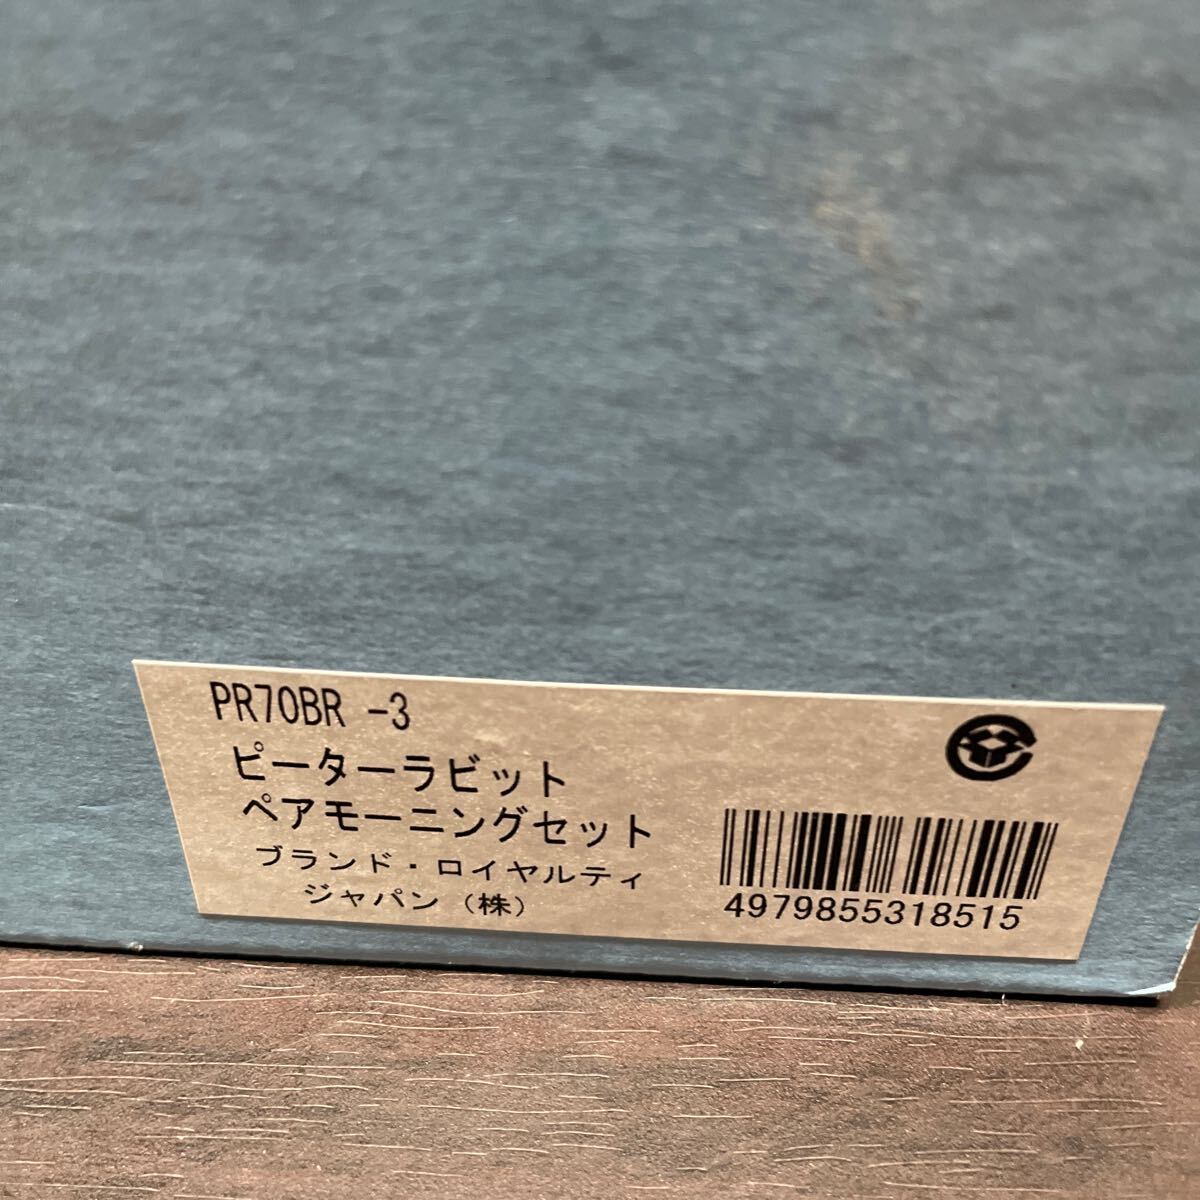 PR70BR -3
ピーターラビット
ペアモーニングセット
ブランド・ロイヤルティ
ジャパン（株）
4979855318515